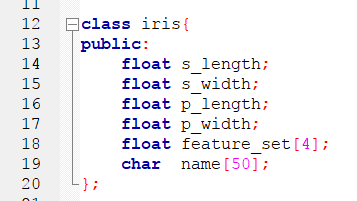 11
12 class iris{
13 public:
14 float s_length;
15 float s_width;
16 float p_length;
17 float p_width;
18 float feature_set[4];
19 char  name[50];
20 };